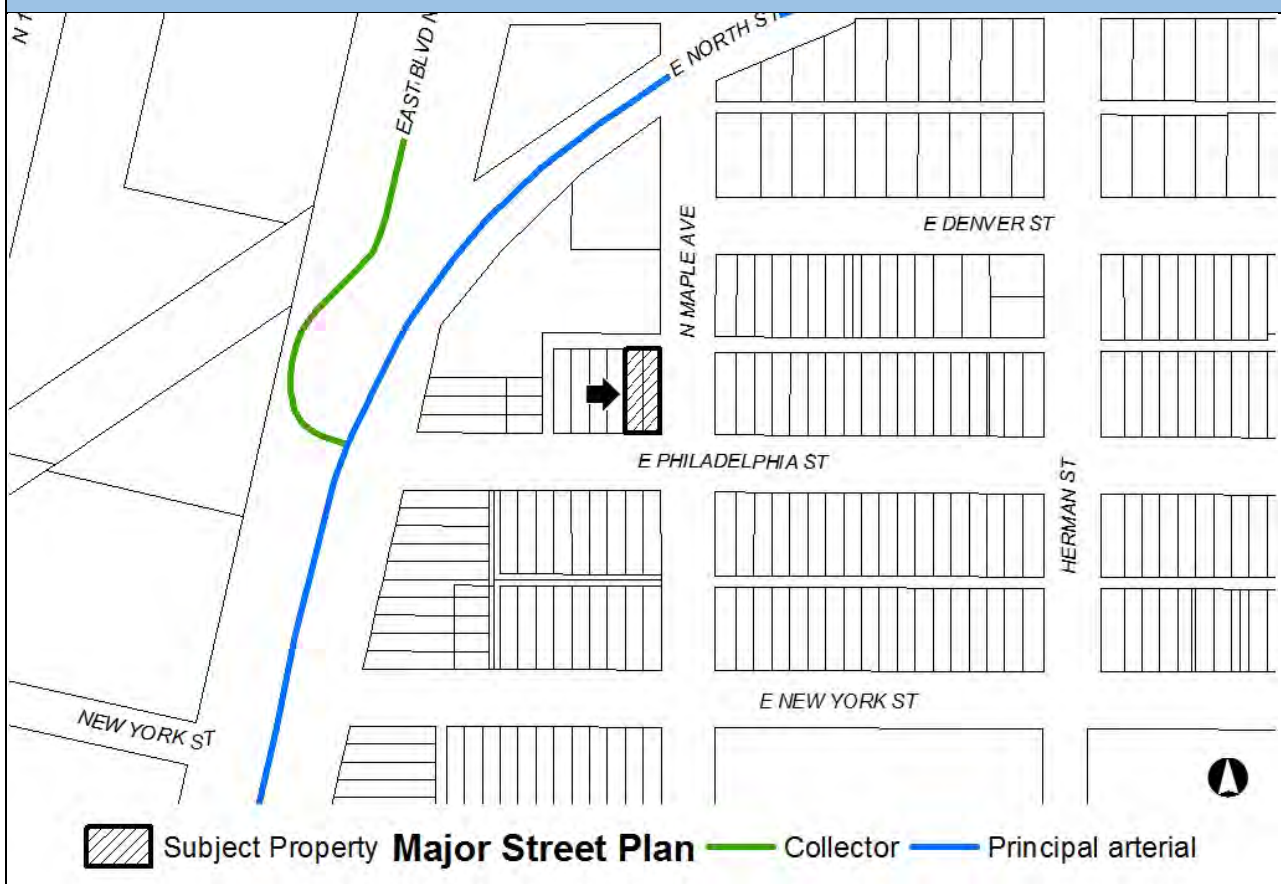 EAST BLVD N
E NORTH ST
N MAPLE AVE
E DENVER ST
E PHILADELPHIA ST
HERMAN ST
E NEW YORK ST
NEW YORK ST
Subject Property Major Street Plan Collector Principal arterial